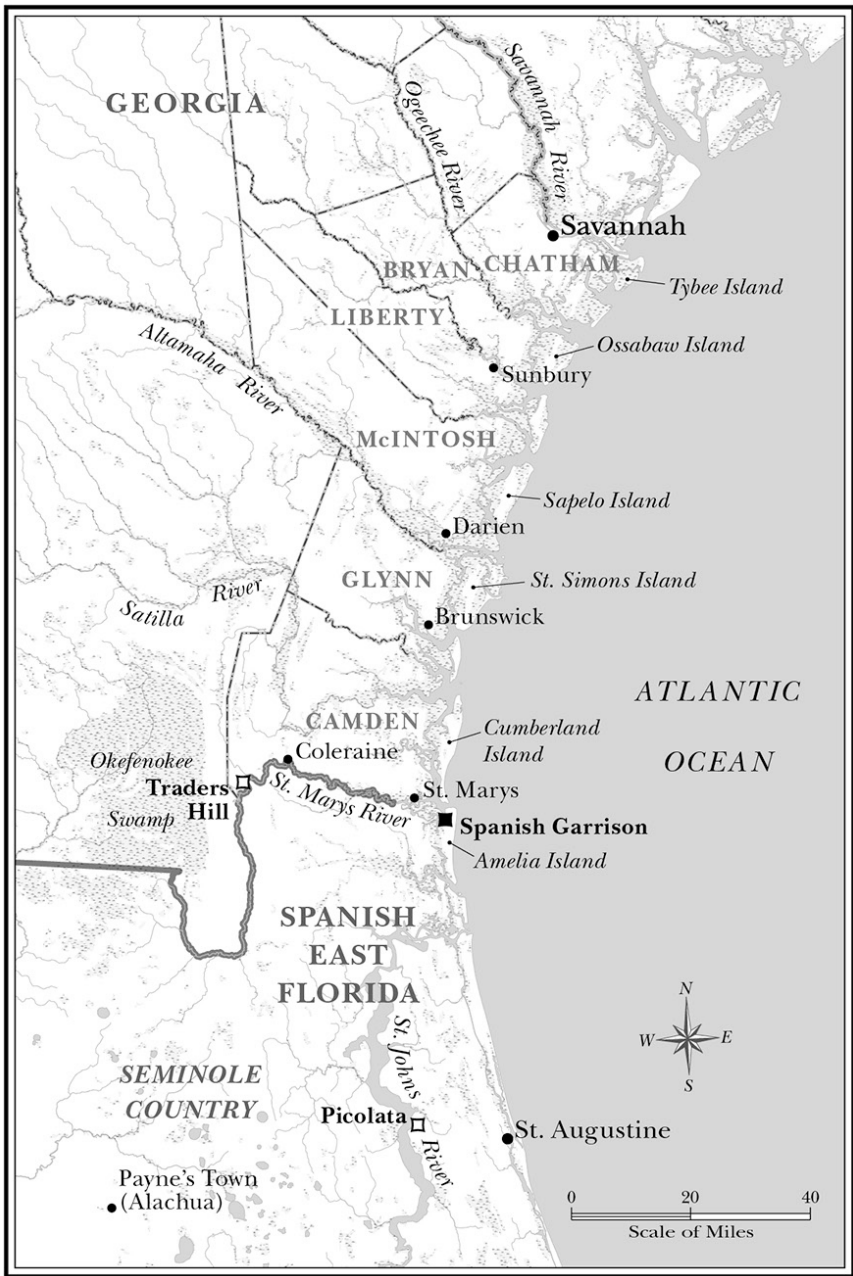 GEORGIA
Savannah River
Ogeechee River
Savannah
BRYAN
CHATHAM
Tybee Island
LIBERTY
Altamaha River
Ossabaw Island
Sunbury
McINTOSH
Sapelo Island
Darien
GLYNN
St. Simons Island
Satilla River
Brunswick
ATLANTIC
OCEAN
CAMDEN
Cumberland
Island
Coleraine
Okefenokee
Swamp
Traders
Hill
St. Marys River
St. Marys
Spanish Garrison
Amelia Island
SPANISH
EAST
FLORIDA
N
W
E
S
St. Johns River
SEMINOLE
COUNTRY
Picolata
St. Augustine
Payne's Town
(Alachua)
0 20 40
Scale of Miles